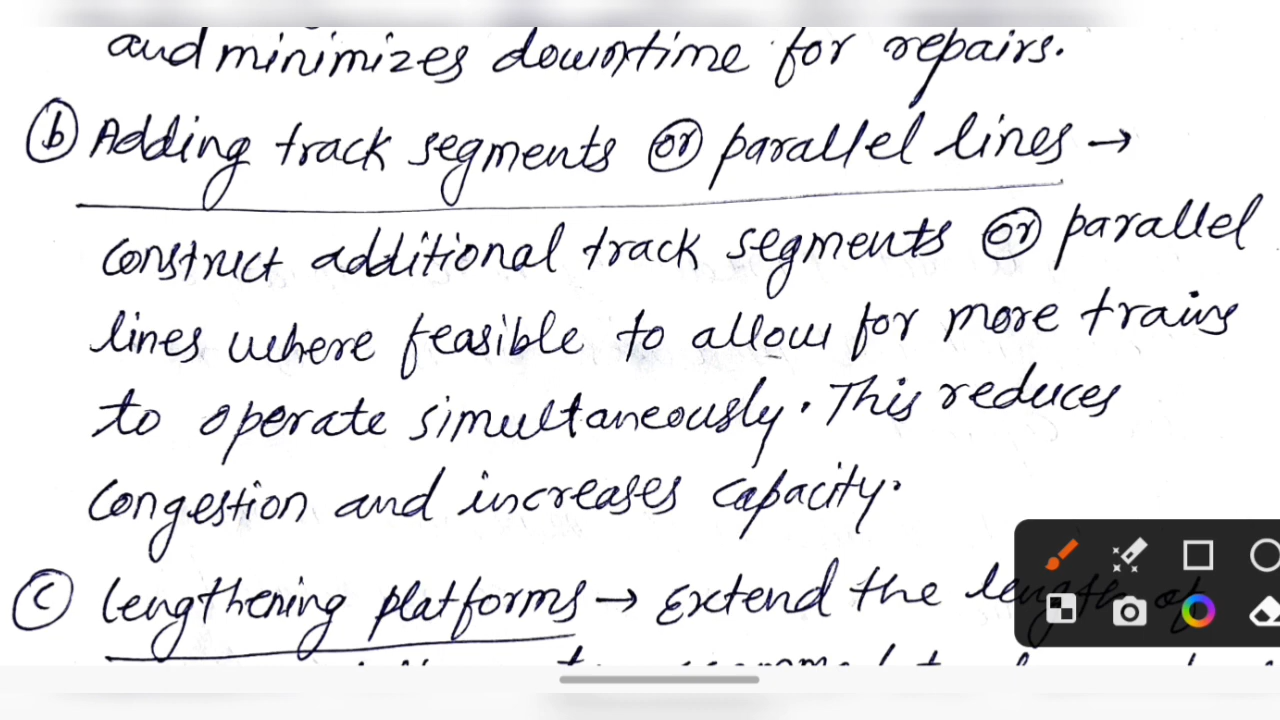 and minimizes downtime for repairs.
(b) Adding track segments (or) parallel lines →
construct additional track segments (or) parallel
lines where feasible to allow for more trains
to operate simultaneously. This reduces
congestion and increases capacity.
(c) Lengthening platforms → Extend the length of